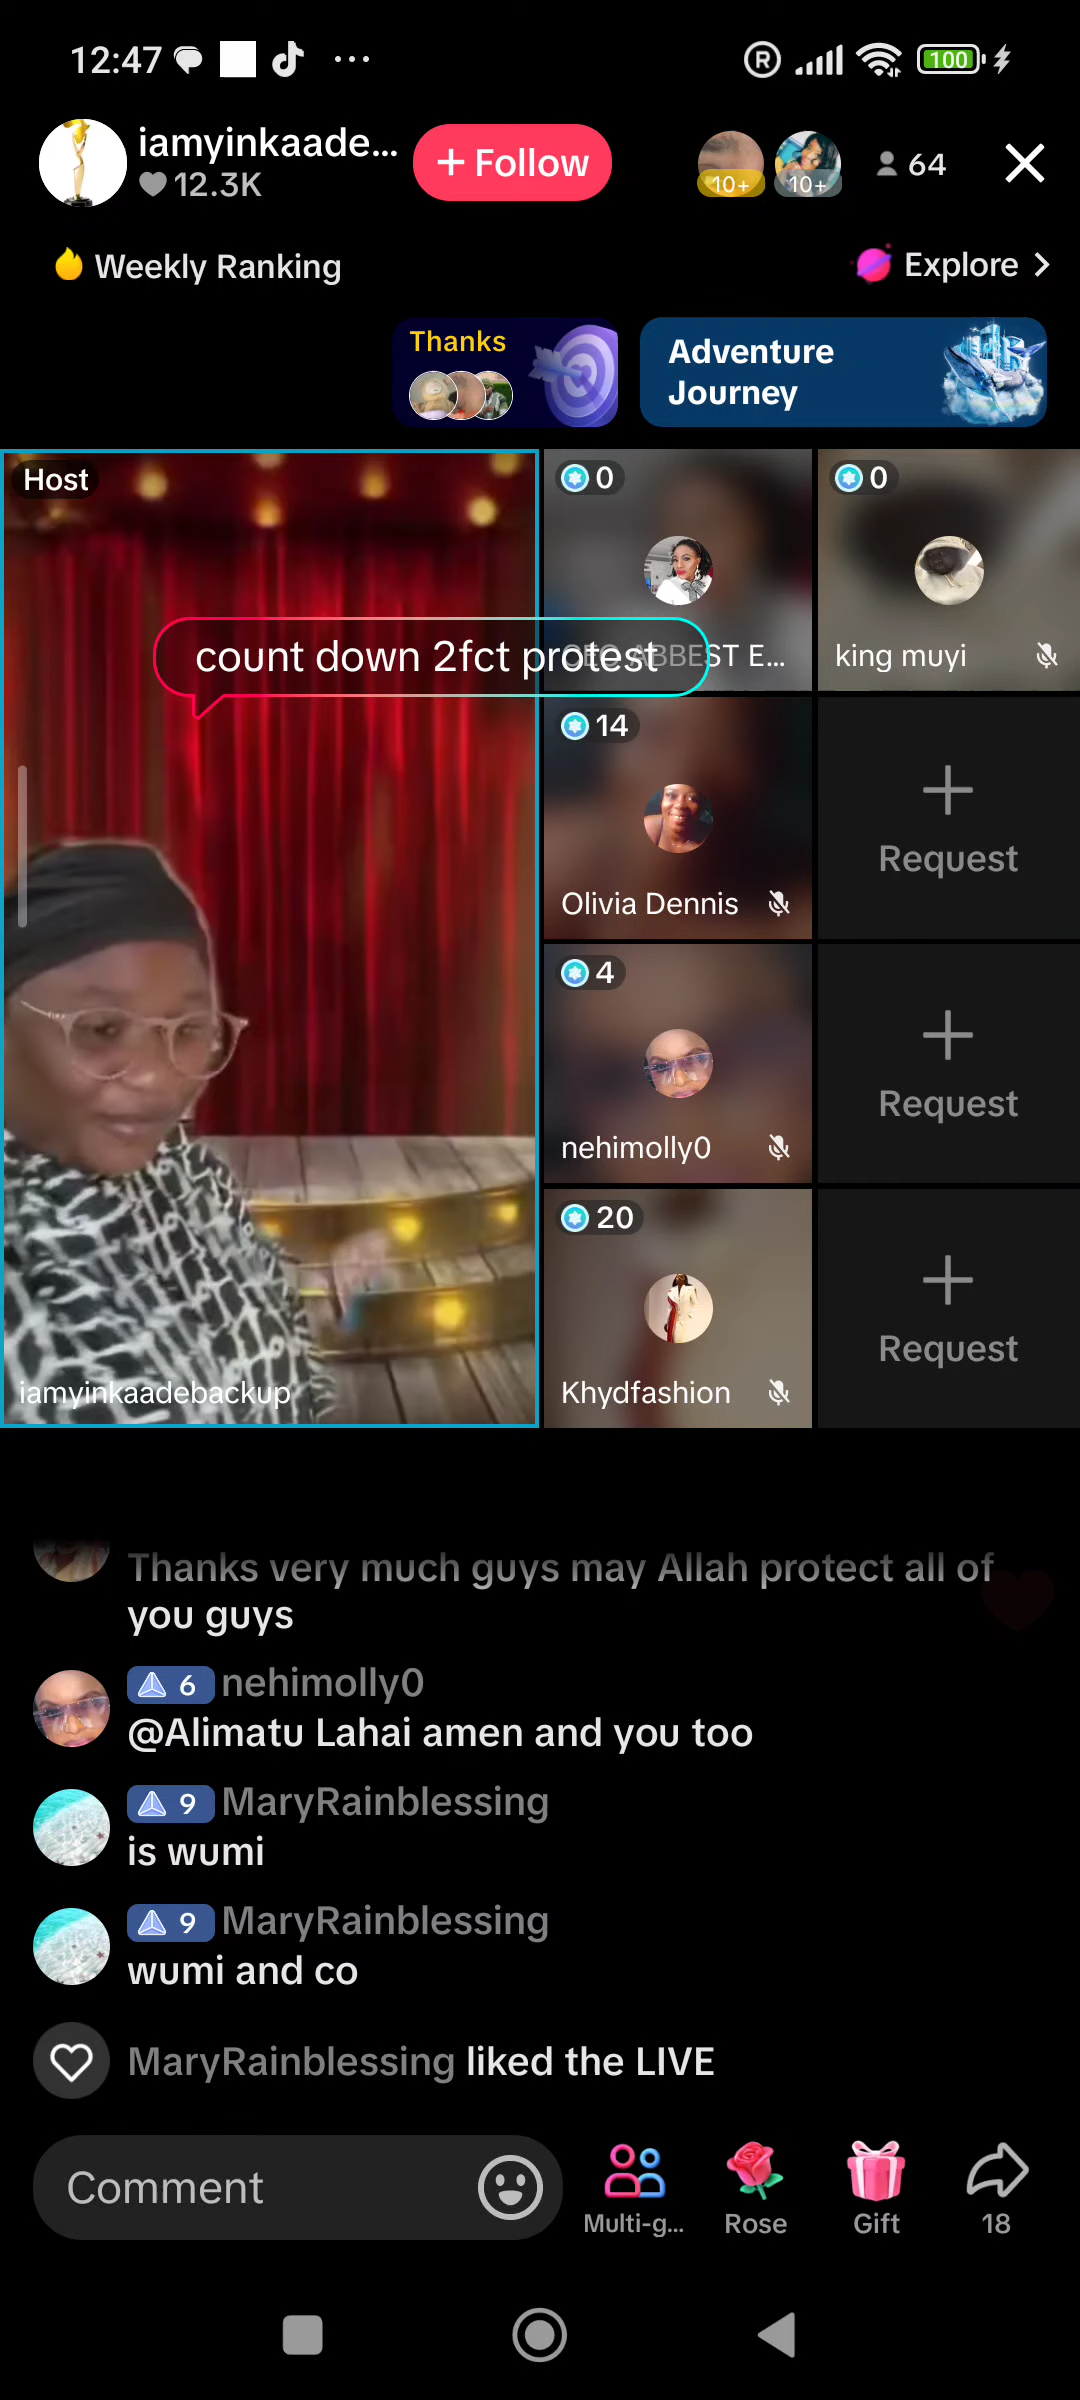 12:47
R
100
iamyinkaade...
+ Follow
12.3K
10+
10+
64
Weekly Ranking
Explore >
Thanks
Adventure
Journey
Host
0
0
count down 2fct protest
ST E...
king muyi
14
Olivia Dennis
Request
4
nehimolly0
Request
20
Khydfashion
Request
iamyinkaadebackup
Thanks very much guys may Allah protect all of
you guys
6 nehimolly0
@Alimatu Lahai amen and you too
9 MaryRainblessing
is wumi
9 MaryRainblessing
wumi and co
MaryRainblessing liked the LIVE
Comment
Multi-g...
Rose
Gift
18